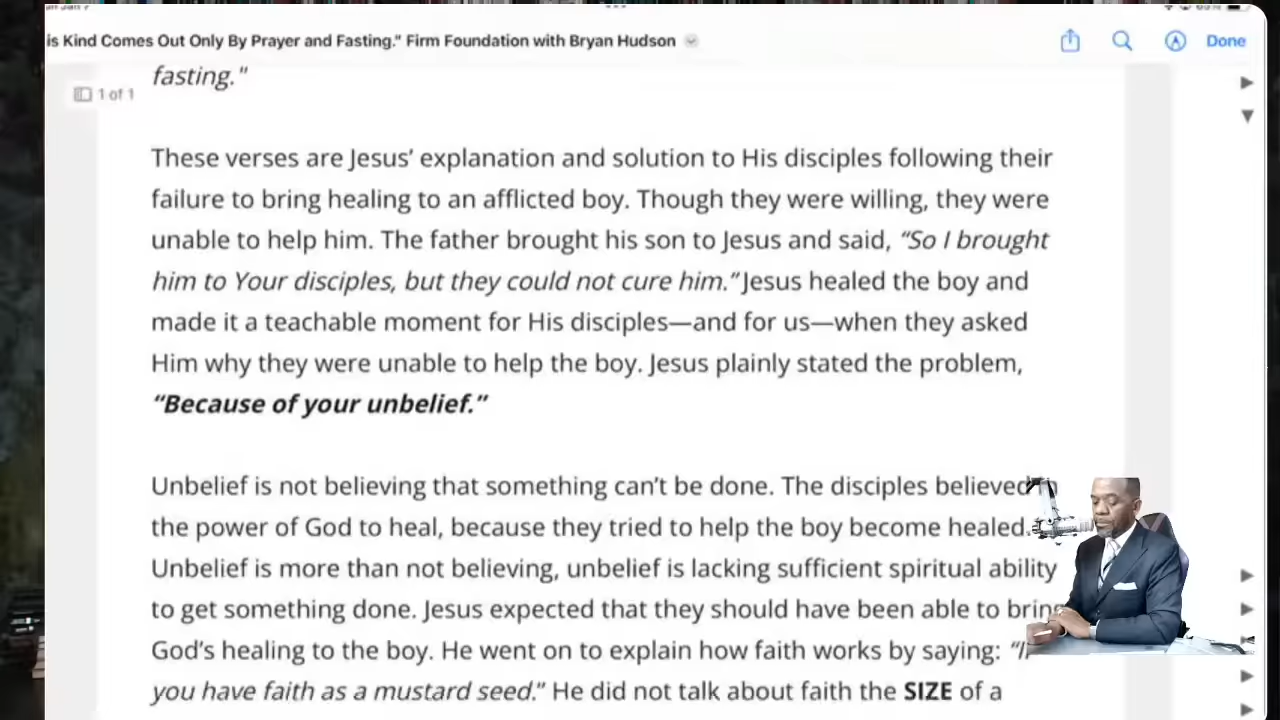 is Kind Comes Out Only By Prayer and Fasting." Firm Foundation with Bryan Hudson
Done
fasting."
1 of 1
These verses are Jesus’ explanation and solution to His disciples following their
failure to bring healing to an afflicted boy. Though they were willing, they were
unable to help him. The father brought his son to Jesus and said, “So I brought
him to Your disciples, but they could not cure him.” Jesus healed the boy and
made it a teachable moment for His disciples—and for us—when they asked
Him why they were unable to help the boy. Jesus plainly stated the problem,
“Because of your unbelief.”
Unbelief is not believing that something can’t be done. The disciples believed
the power of God to heal, because they tried to help the boy become healed.
Unbelief is more than not believing, unbelief is lacking sufficient spiritual ability
to get something done. Jesus expected that they should have been able to bring
God’s healing to the boy. He went on to explain how faith works by saying:
you have faith as a mustard seed.” He did not talk about faith the SIZE of a